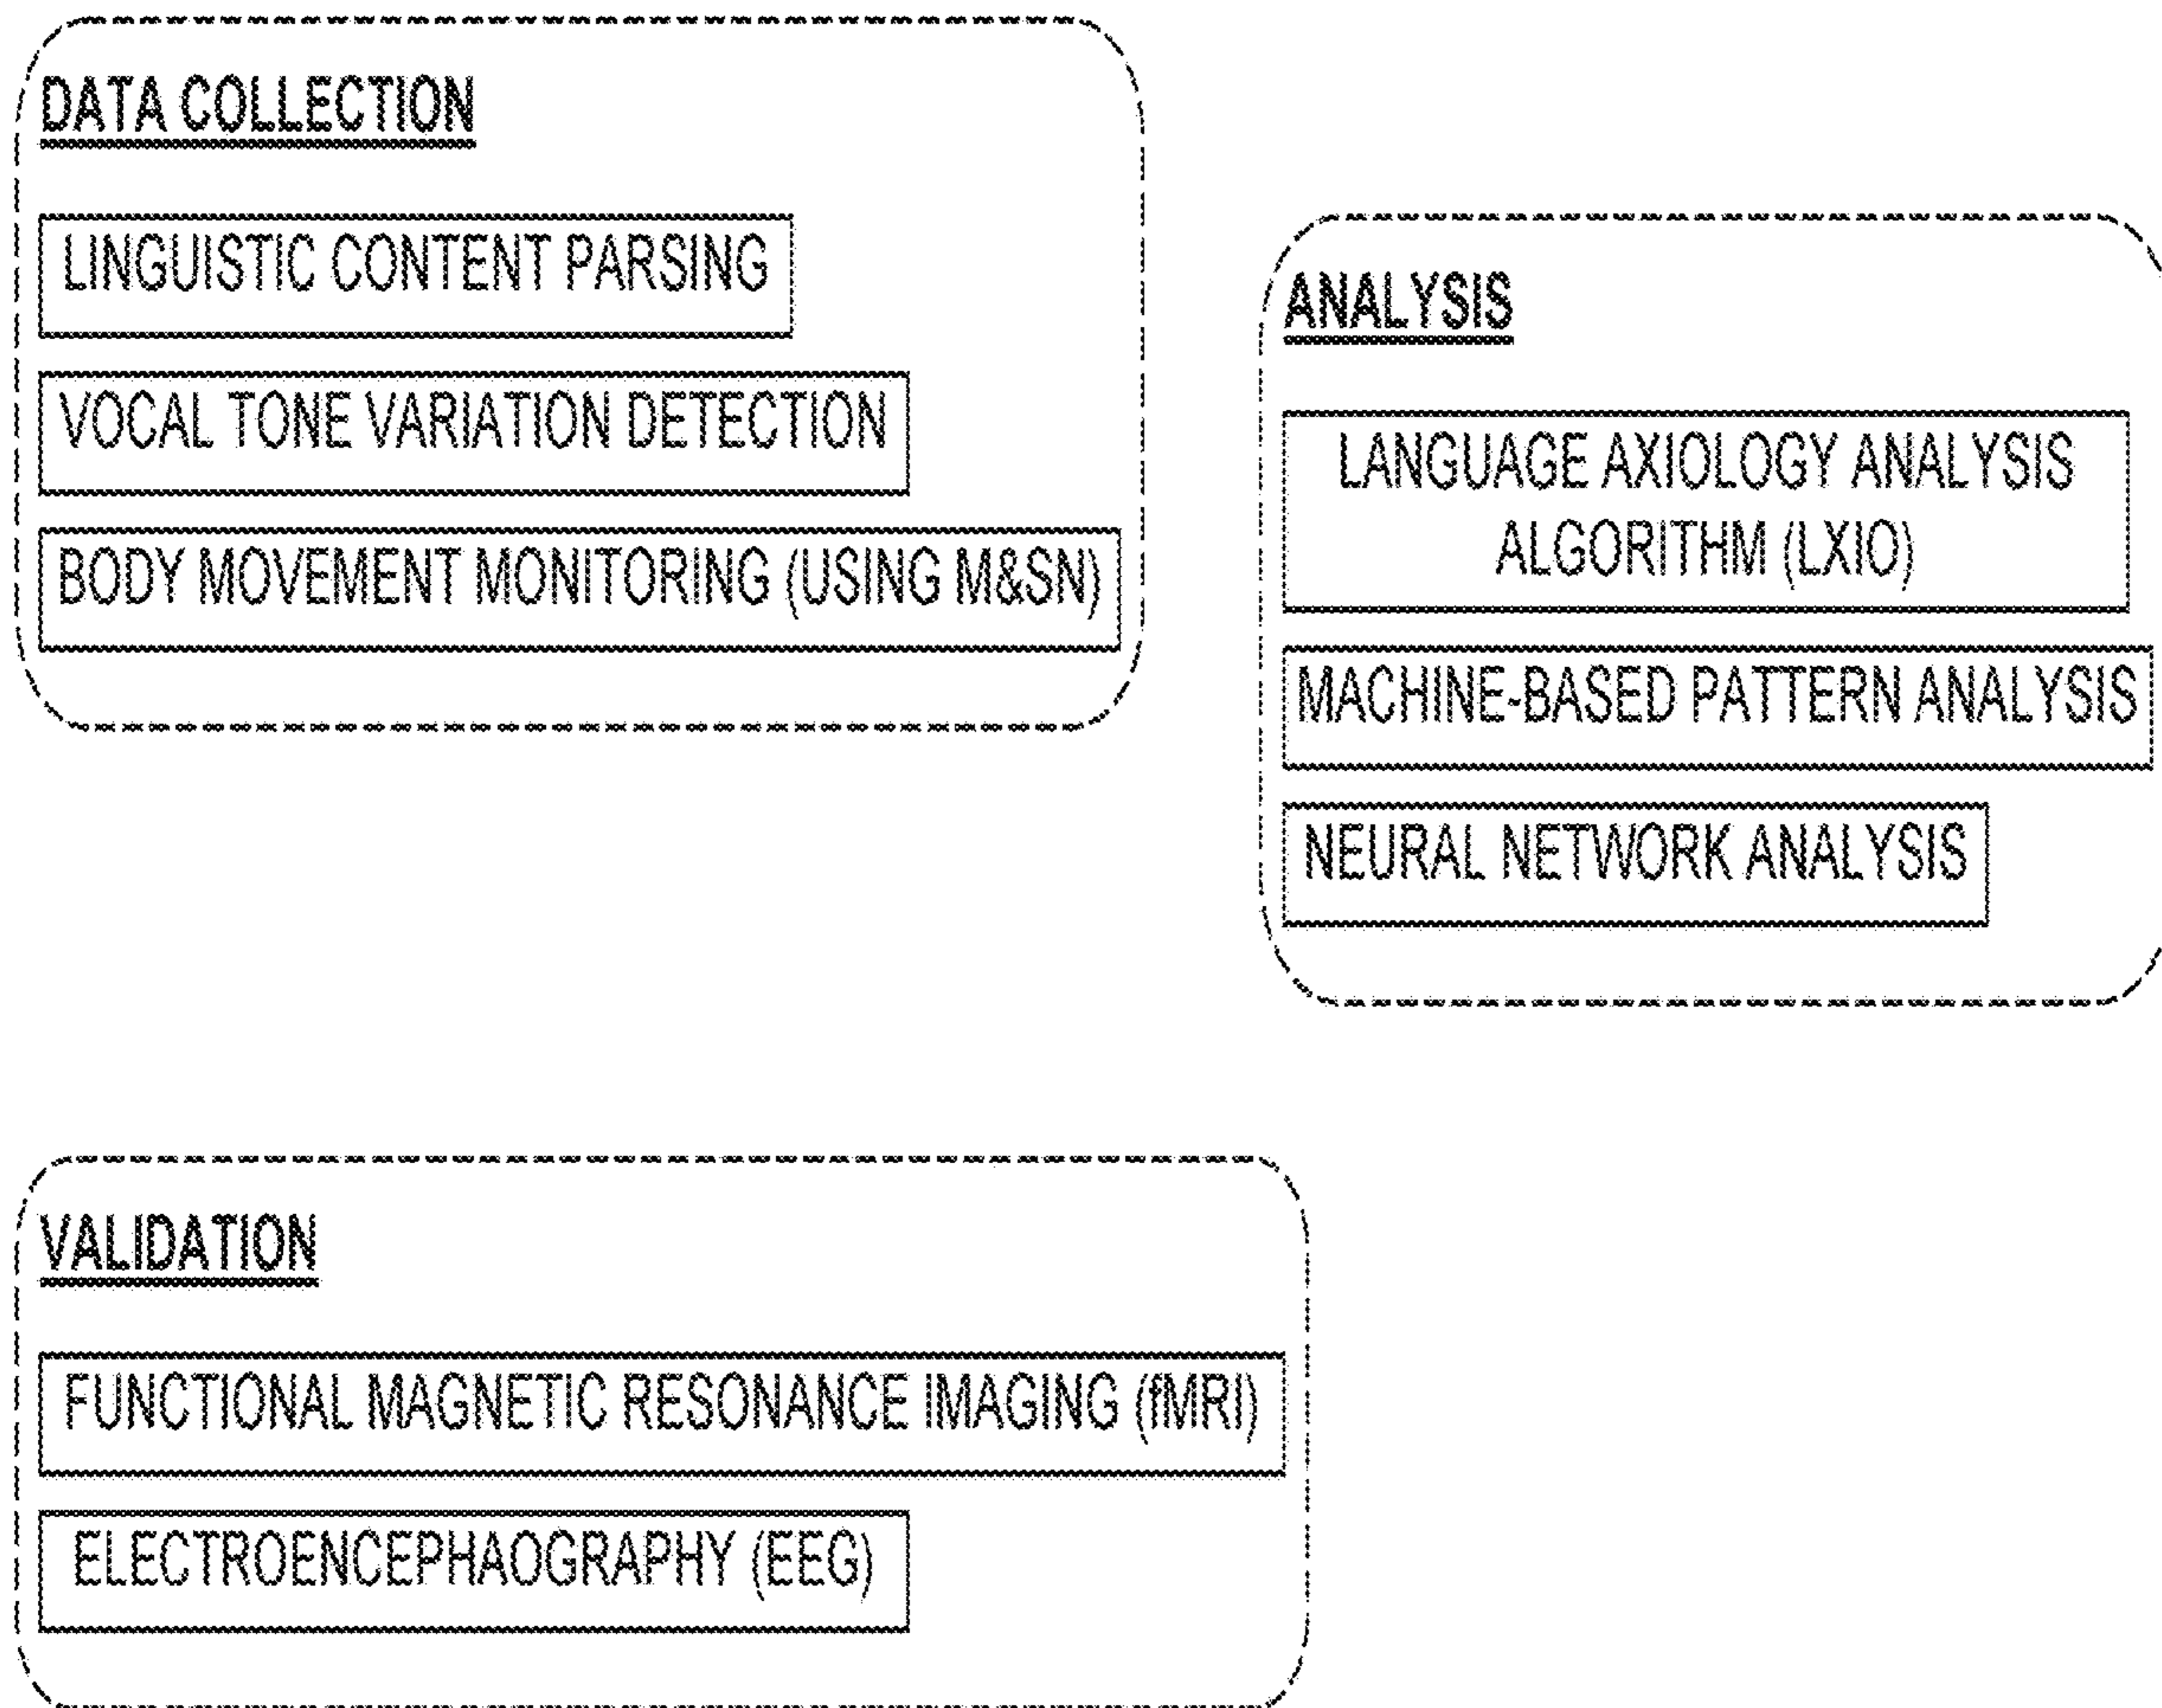 DATA COLLECTION
LINGUISTIC CONTENT PARSING
VOCAL TONE VARIATION DETECTION
BODY MOVEMENT MONITORING (USING M&SN)
ANALYSIS
LANGUAGE AXIOLOGY ANALYSIS
ALGORITHM (LXIO)
MACHINE-BASED PATTERN ANALYSIS
NEURAL NETWORK ANALYSIS
VALIDATION
FUNCTIONAL MAGNETIC RESONANCE IMAGING (fMRI)
ELECTROENCEPHAOGRAPHY (EEG)